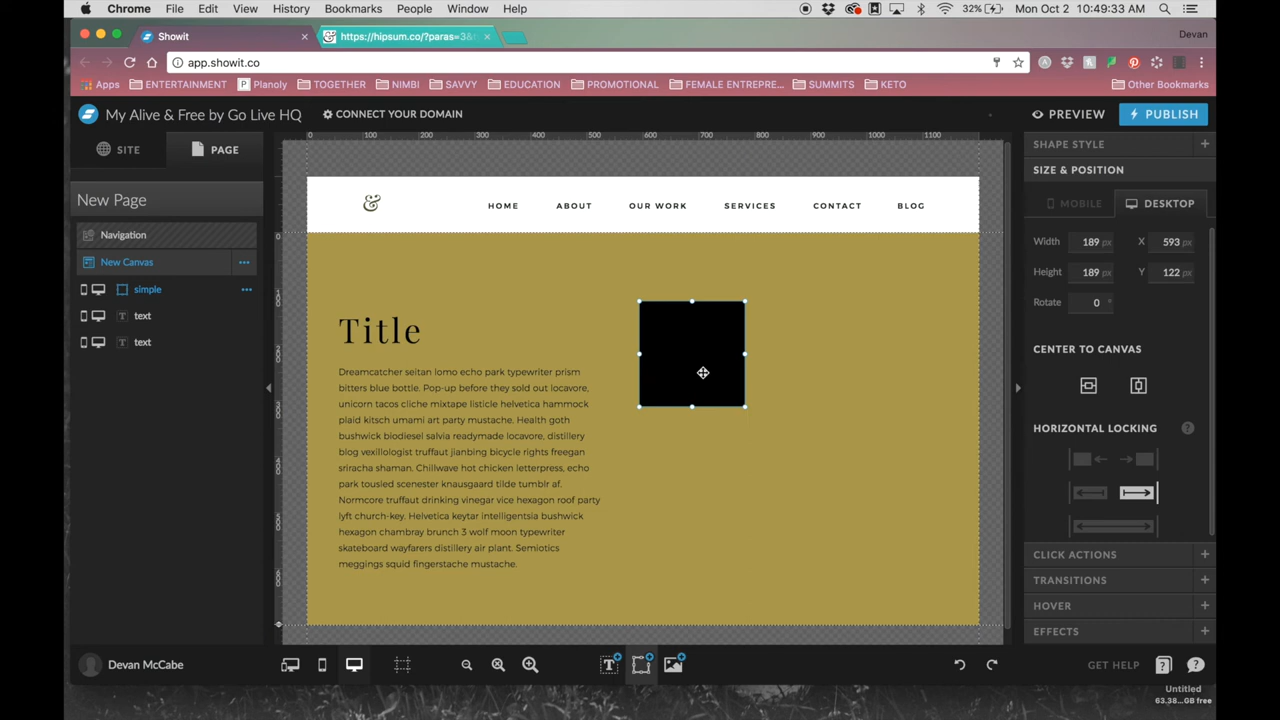 Chrome File Edit View History Bookmarks People Window Help 32% Mon Oct 2 10:49:33 AM
Showit https://hipsum.co/?paras=3& Devan
app.showit.co
Apps ENTERTAINMENT Planoly TOGETHER NIMBI SAVVY EDUCATION PROMOTIONAL FEMALE ENTREPRE... SUMMITS KETO Other Bookmarks
My Alive & Free by Go Live HQ CONNECT YOUR DOMAIN PREVIEW PUBLISH
0 100 200 300 400 500 600 700 800 900 1000 1100
SITE PAGE
New Page
Navigation
New Canvas
simple
text
text
& HOME ABOUT OUR WORK SERVICES CONTACT BLOG
Title
Dreamcatcher seitan lomo echo park typewriter prism
bitters blue bottle. Pop-up before they sold out locavore,
unicorn tacos cliche mixtape listicle helvetica hammock
plaid kitsch umami art party mustache. Health goth
bushwick biodiesel salvia readymade locavore, distillery
blog vexillologist truffaut jianbing bicycle rights freegan
sriracha shaman. Chillwave hot chicken letterpress, echo
park tousled scenester knausgaard tilde tumblr af.
Normcore truffaut drinking vinegar vice hexagon roof party
lyft church-key. Helvetica keytar intelligentsia bushwick
hexagon chambray brunch 3 wolf moon typewriter
skateboard wayfarers distillery air plant. Semiotics
meggings squid fingerstache mustache.
SHAPE STYLE +
SIZE & POSITION
MOBILE DESKTOP
Width 189 px X 593 px
Height 189 px Y 122 px
Rotate 0 °
CENTER TO CANVAS
HORIZONTAL LOCKING ?
CLICK ACTIONS +
TRANSITIONS +
HOVER +
EFFECTS +
Devan McCabe GET HELP
Untitled
63.38...GB free